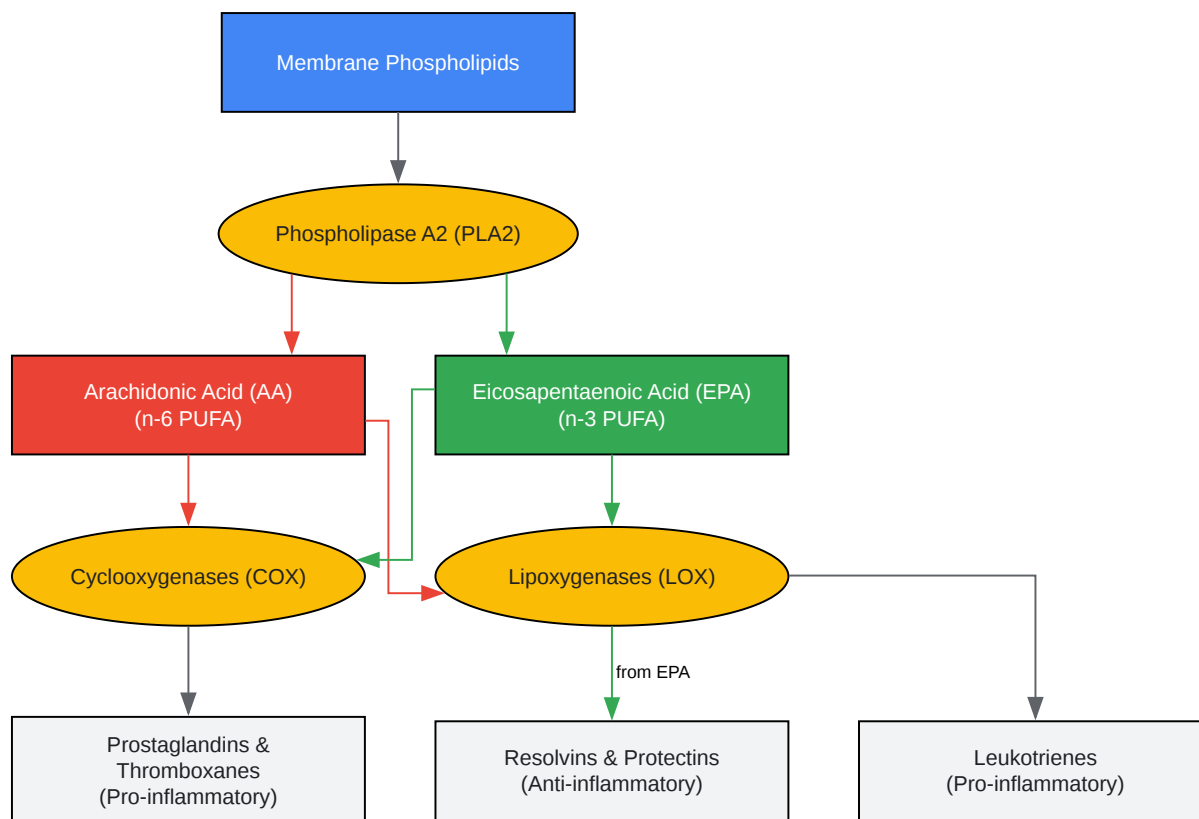 Membrane Phospholipids
Phospholipase A2 (PLA2)
Arachidonic Acid (AA)
(n-6 PUFA)
Eicosapentaenoic Acid (EPA)
(n-3 PUFA)
Cyclooxygenases (COX)
Lipoxygenases (LOX)
from EPA
Prostaglandins &
Thromboxanes
(Pro-inflammatory)
Resolvins & Protectins
(Anti-inflammatory)
Leukotrienes
(Pro-inflammatory)